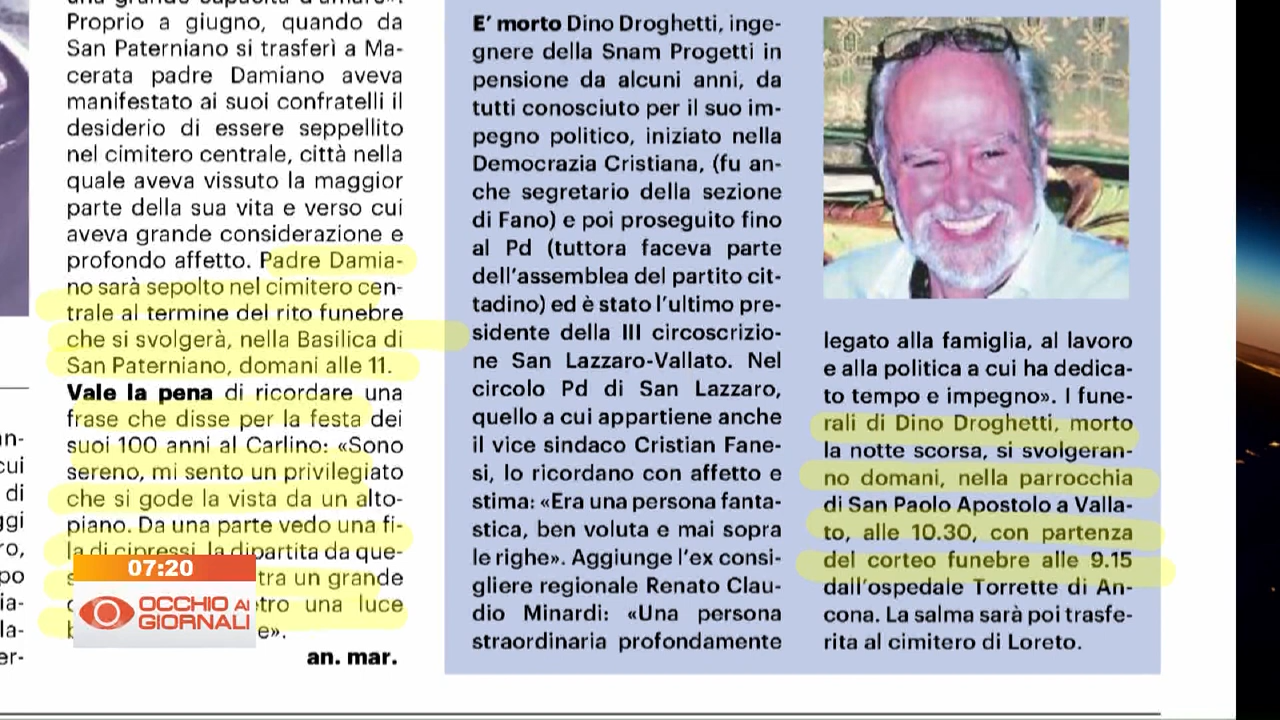 una grande capacità d'amare».
Proprio a giugno, quando da
San Paterniano si trasferì a Ma-
cerata padre Damiano aveva
manifestato ai suoi confratelli il
desiderio di essere seppellito
nel cimitero centrale, città nella
quale aveva vissuto la maggior
parte della sua vita e verso cui
aveva grande considerazione e
profondo affetto. Padre Damia-
no sarà sepolto nel cimitero cen-
trale al termine del rito funebre
che si svolgerà, nella Basilica di
San Paterniano, domani alle 11.
Vale la pena di ricordare una
frase che disse per la festa dei
suoi 100 anni al Carlino: «Sono
sereno, mi sento un privilegiato
che si gode la vista da un alto-
piano. Da una parte vedo una fi-
la di cipressi, la dipartita da que-
tra un grande
etro una luce
e».
an. mar.
E' morto Dino Droghetti, inge-
gnere della Snam Progetti in
pensione da alcuni anni, da
tutti conosciuto per il suo im-
pegno politico, iniziato nella
Democrazia Cristiana, (fu an-
che segretario della sezione
di Fano) e poi proseguito fino
al Pd (tuttora faceva parte
dell'assemblea del partito cit-
tadino) ed è stato l'ultimo pre-
sidente della III circoscrizio-
ne San Lazzaro-Vallato. Nel
circolo Pd di San Lazzaro,
quello a cui appartiene anche
il vice sindaco Cristian Fane-
si, lo ricordano con affetto e
stima: «Era una persona fanta-
stica, ben voluta e mai sopra
le righe». Aggiunge l'ex consi-
gliere regionale Renato Clau-
dio Minardi: «Una persona
straordinaria profondamente
legato alla famiglia, al lavoro
e alla politica a cui ha dedica-
to tempo e impegno». I fune-
rali di Dino Droghetti, morto
la notte scorsa, si svolgeran-
no domani, nella parrocchia
di San Paolo Apostolo a Valla-
to, alle 10.30, con partenza
del corteo funebre alle 9.15
dall'ospedale Torrette di An-
cona. La salma sarà poi trasfe-
rita al cimitero di Loreto.
07:20
OCCHIO AI
GIORNALI